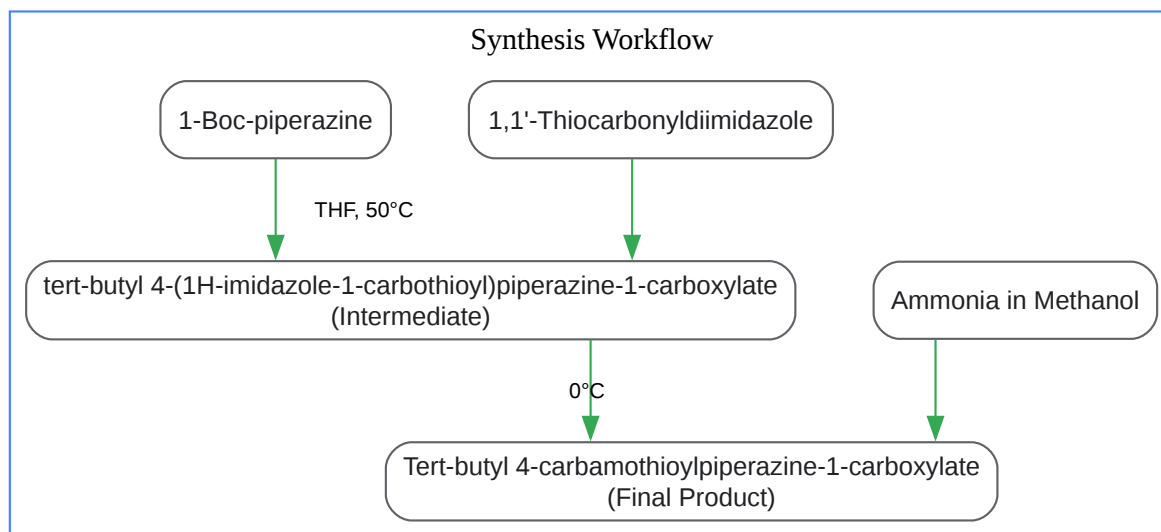 Synthesis Workflow
1-Boc-piperazine
1,1'-Thiocarbonyldiimidazole
THF, 50°C
tert-butyl 4-(1H-imidazole-1-carbothioyl)piperazine-1-carboxylate
(Intermediate)
Ammonia in Methanol
0°C
Tert-butyl 4-carbamothioylpiperazine-1-carboxylate
(Final Product)